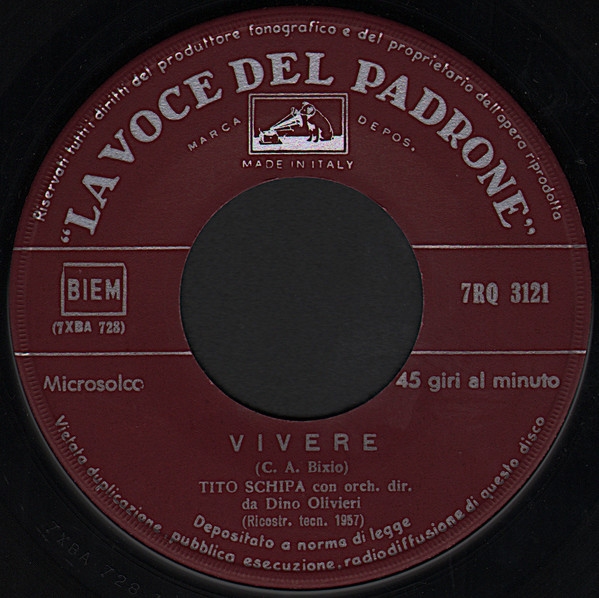 Riservati tutti i diritti del produttore fonografico e del proprietario dell'opera riprodotta
"LA VOCE DEL PADRONE"
MARCA DEPOS.
MADE IN ITALY
BIEM
(7XBA 728)
7RQ 3121
Microsolco
45 giri al minuto
VIVERE
(C. A. Bixio)
TITO SCHIPA con orch. dir.
da Dino Olivieri
(Ricostr. tecn. 1957)
Depositato a norma di legge
Vietata duplicazione, pubblica esecuzione, radiodiffusione di questo disco
7XBA 728